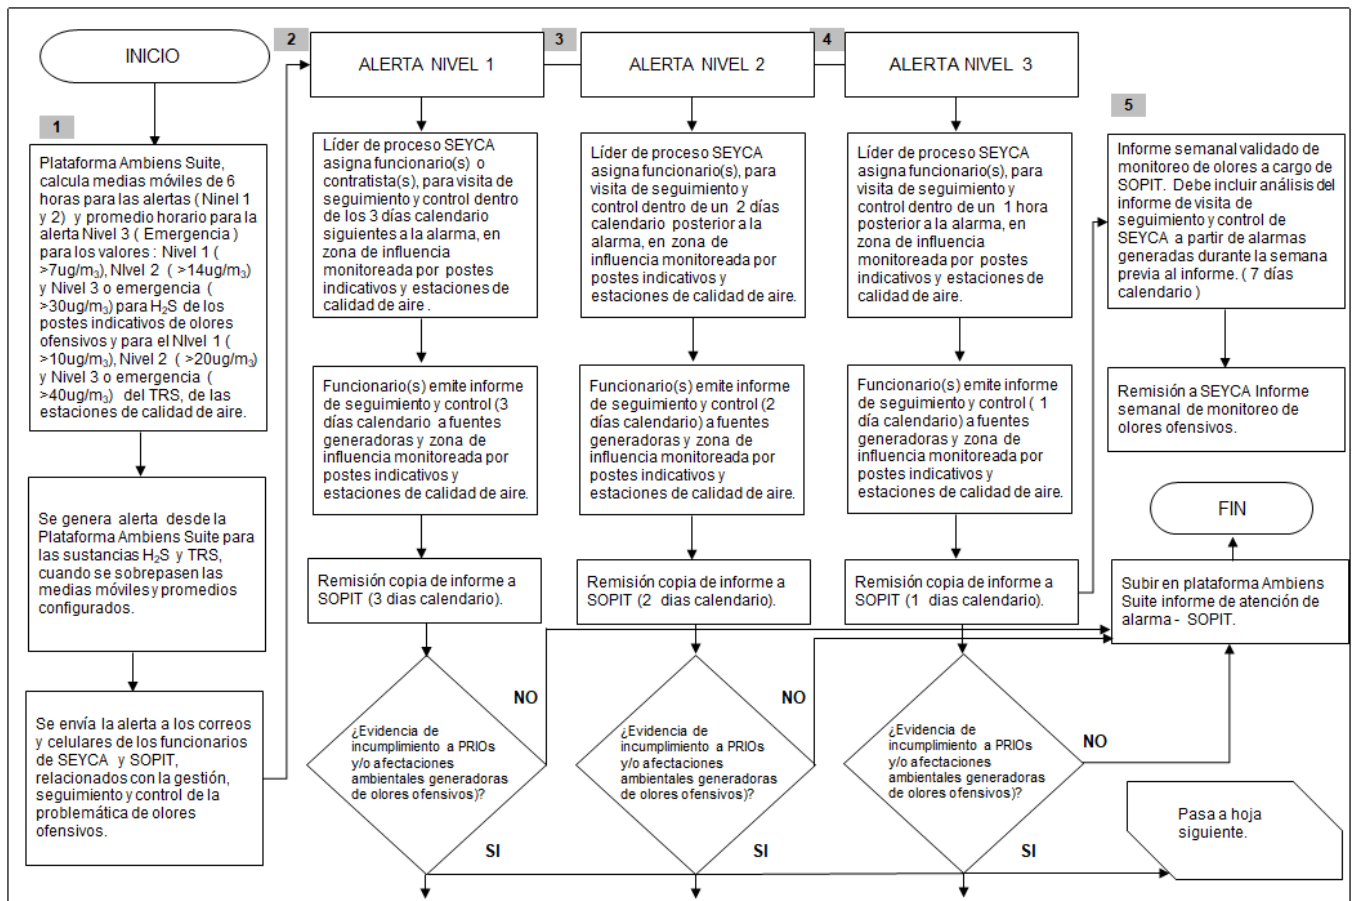 INICIO
1
Plataforma Ambiens Suite,
calcula medias móviles de 6
horas para las alertas ( Ninel 1
y 2) y promedio horario para la
alerta Nivel 3 ( Emergencia )
para los valores : Nivel 1 (
>7ug/m3), NIvel 2 ( >14ug/m3)
y Nivel 3 o emergencia (
>30ug/m3) para H2S de los
postes indicativos de olores
ofensivos y para el NIvel 1 (
>10ug/m3), Nivel 2 ( >20ug/m3)
y Nivel 3 o emergencia (
>40ug/m3) del TRS, de las
estaciones de calidad de aire.
Se genera alerta desde la
Plataforma Ambiens Suite para
las sustancias H2S y TRS,
cuando se sobrepasen las
medias móviles y promedios
configurados.
Se envía la alerta a los correos
y celulares de los funcionarios
de SEYCA y SOPIT,
relacionados con la gestión,
seguimiento y control de la
problemática de olores
ofensivos.
2
ALERTA NIVEL 1
Líder de proceso SEYCA
asigna funcionario(s) o
contratista(s), para visita de
seguimiento y control dentro
de los 3 días calendario
siguientes a la alarma, en
zona de influencia
monitoreada por postes
indicativos y estaciones de
calidad de aire .
Funcionario(s) emite informe
de seguimiento y control (3
días calendario a fuentes
generadoras y zona de
influencia monitoreada por
postes indicativos y
estaciones de calidad de aire.
Remisión copia de informe a
SOPIT (3 dias calendario).
¿Evidencia de
incumplimiento a PRIOs
y/o afectaciones
ambientales generadoras
de olores ofensivos)?
NO
SI
3
ALERTA NIVEL 2
Líder de proceso SEYCA
asigna funcionario(s), para
visita de seguimiento y
control dentro de un 2 días
calendario posterior a la
alarma, en zona de
influencia monitoreada por
postes indicativos y
estaciones de calidad de aire.
Funcionario(s) emite informe
de seguimiento y control (2
días calendario) a fuentes
generadoras y zona de
influencia monitoreada por
postes indicativos y
estaciones de calidad de aire.
Remisión copia de informe a
SOPIT (2 dias calendario).
¿Evidencia de
incumplimiento a PRIOs
y/o afectaciones
ambientales generadoras
de olores ofensivos)?
NO
SI
4
ALERTA NIVEL 3
Líder de proceso SEYCA
asigna funcionario(s), para
visita de seguimiento y
control dentro de un 1 hora
posterior a la alarma, en
zona de influencia
monitoreada por postes
indicativos y estaciones de
calidad de aire.
Funcionario(s) emite informe
de seguimiento y control ( 1
día calendario) a fuentes
generadoras y zona de
influencia monitoreada por
postes indicativos y
estaciones de calidad de aire.
Remisión copia de informe a
SOPIT (1 dias calendario).
¿Evidencia de
incumplimiento a PRIOs
y/o afectaciones
ambientales generadoras
de olores ofensivos)?
NO
SI
5
Informe semanal validado de
monitoreo de olores a cargo de
SOPIT. Debe incluir análisis del
informe de visita de
seguimiento y control de
SEYCA a partir de alarmas
generadas durante la semana
previa al informe. ( 7 días
calendario )
Remisión a SEYCA Informe
semanal de monitoreo de
olores ofensivos.
FIN
Subir en plataforma Ambiens
Suite informe de atención de
alarma - SOPIT.
Pasa a hoja
siguiente.